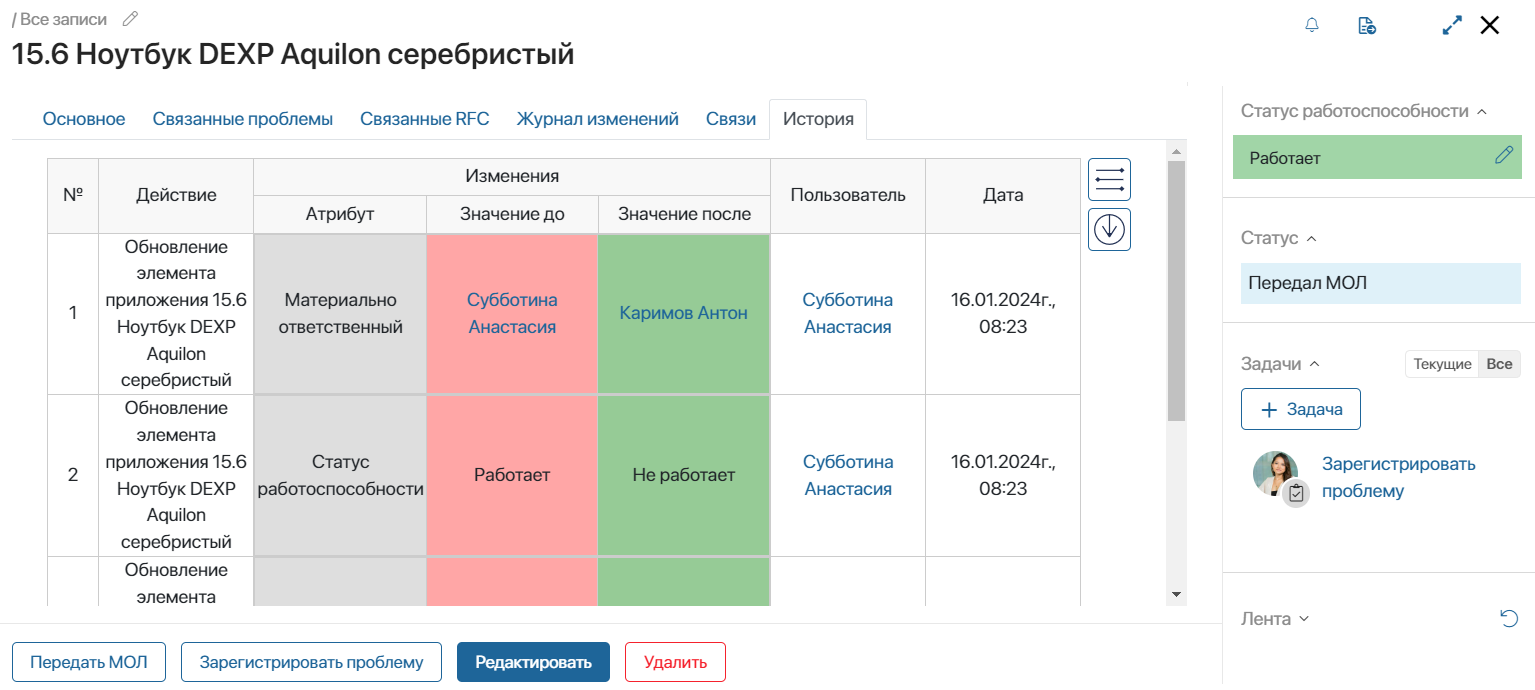 / Все записи
15.6 Ноутбук DEXP Aquilon серебристый
Основное
Связанные проблемы
Связанные RFC
Журнал изменений
Связи
История
№
Действие
Изменения
Атрибут
Значение до
Значение после
Пользователь
Дата
1
Обновление
элемента
приложения 15.6
Ноутбук DEXP
Aquilon
серебристый
Материально
ответственный
Субботина
Анастасия
Каримов Антон
Субботина
Анастасия
16.01.2024г.,
08:23
2
Обновление
элемента
приложения 15.6
Ноутбук DEXP
Aquilon
серебристый
Статус
работоспособности
Работает
Не работает
Субботина
Анастасия
16.01.2024г.,
08:23
Обновление
элемента
Передать МОЛ
Зарегистрировать проблему
Редактировать
Удалить
Статус работоспособности
Работает
Статус
Передал МОЛ
Задачи
Текущие
Все
+ Задача
Зарегистрировать
проблему
Лента